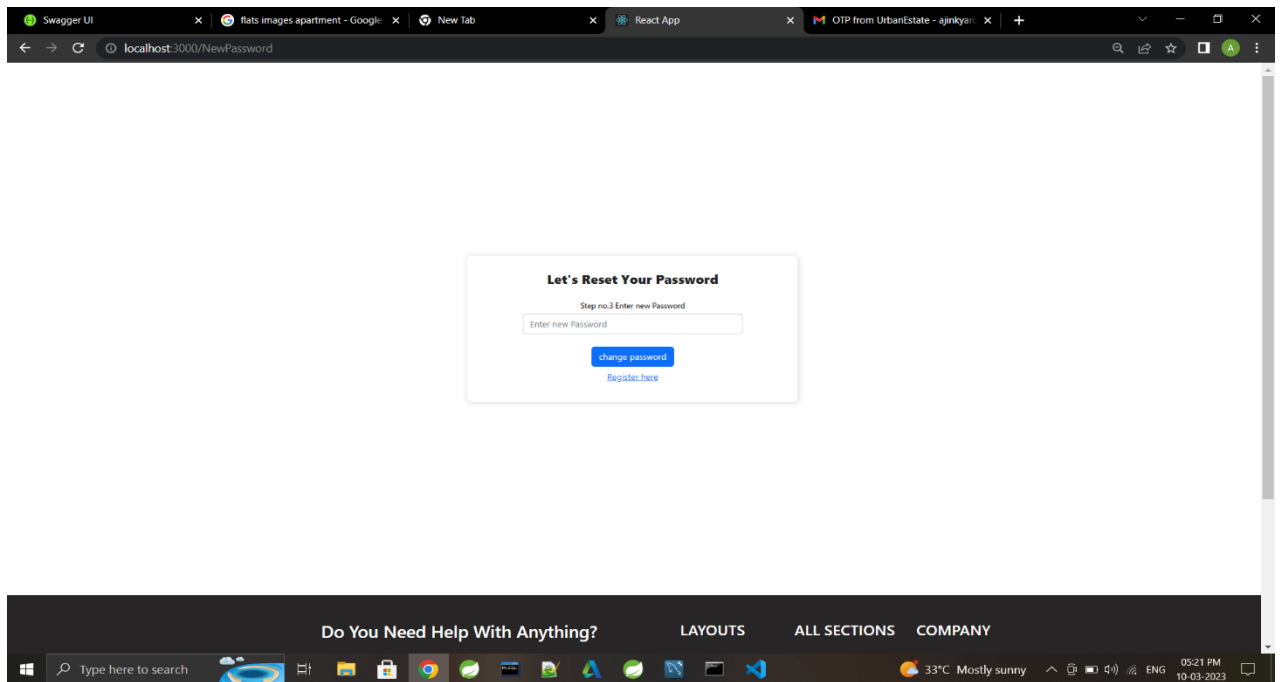 Swagger UI
flats images apartment - Google
New Tab
React App
OTP from UrbanEstate - ajinkyar
localhost:3000/NewPassword
A
Let's Reset Your Password
Step no.3 Enter new Password
Enter new Password
change password
Register here
Do You Need Help With Anything?
LAYOUTS
ALL SECTIONS
COMPANY
Type here to search
33°C Mostly sunny
ENG
05:21 PM
10-03-2023